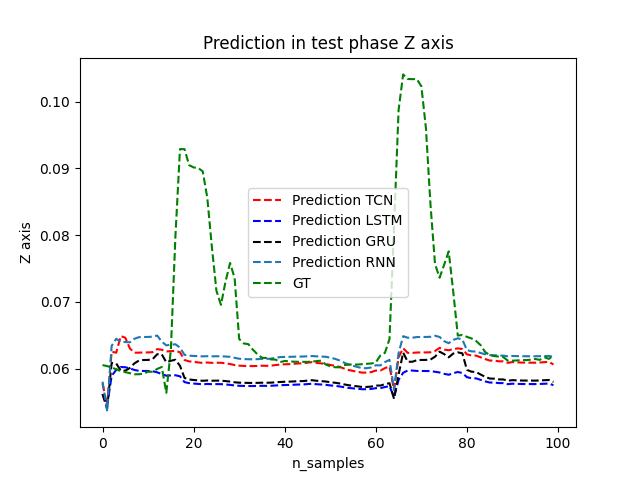 Prediction in test phase Z axis
0.10
0.09
0.08
0.07
0.06
Z axis
Prediction TCN
Prediction LSTM
Prediction GRU
Prediction RNN
GT
0 20 40 60 80 100
n_samples